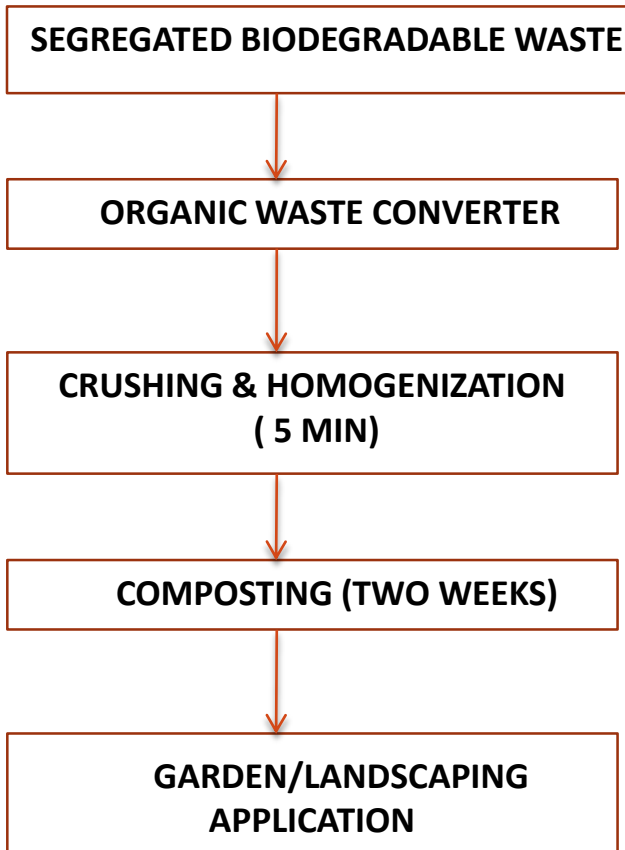 SEGREGATED BIODEGRADABLE WASTE
ORGANIC WASTE CONVERTER
CRUSHING & HOMOGENIZATION
( 5 MIN)
COMPOSTING (TWO WEEKS)
GARDEN/LANDSCAPING
APPLICATION